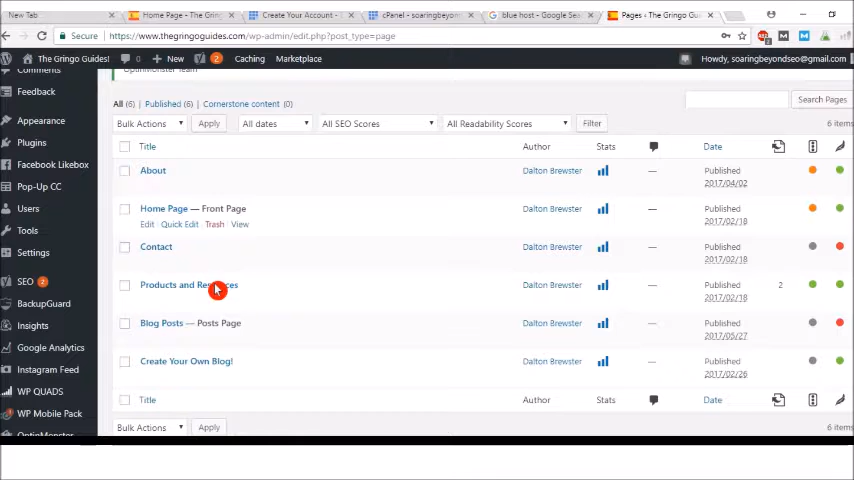 New Tab
Home Page - The Gring
Create Your Account -
cPanel - soaringbeyon
blue host - Google Sea
Pages ‹ The Gringo Gu
Secure
https://www.thegringoguides.com/wp-admin/edit.php?post_type=page
The Gringo Guides!
0
New
2
Caching
Marketplace
Howdy, soaringbeyondseo@gmail.com
Comments
Feedback
Appearance
Plugins
Facebook Likebox
Pop-Up CC
Users
Tools
Settings
SEO 2
BackupGuard
Insights
Google Analytics
Instagram Feed
WP QUADS
WP Mobile Pack
OptinMonster
OptinMonster Team
All (6) | Published (6) | Cornerstone content (0)
Search Pages
Bulk Actions
Apply
All dates
All SEO Scores
All Readability Scores
Filter
6 items
Title Author Stats Date
About Dalton Brewster — Published
2017/04/02
Home Page — Front Page Dalton Brewster — Published
2017/02/18
Edit | Quick Edit | Trash | View
Contact Dalton Brewster — Published
2017/02/18
Products and Resources Dalton Brewster — 2 Published
2017/02/18
Blog Posts — Posts Page Dalton Brewster — Published
2017/05/27
Create Your Own Blog! Dalton Brewster — Published
2017/02/26
Title Author Stats Date
Bulk Actions
Apply
6 items